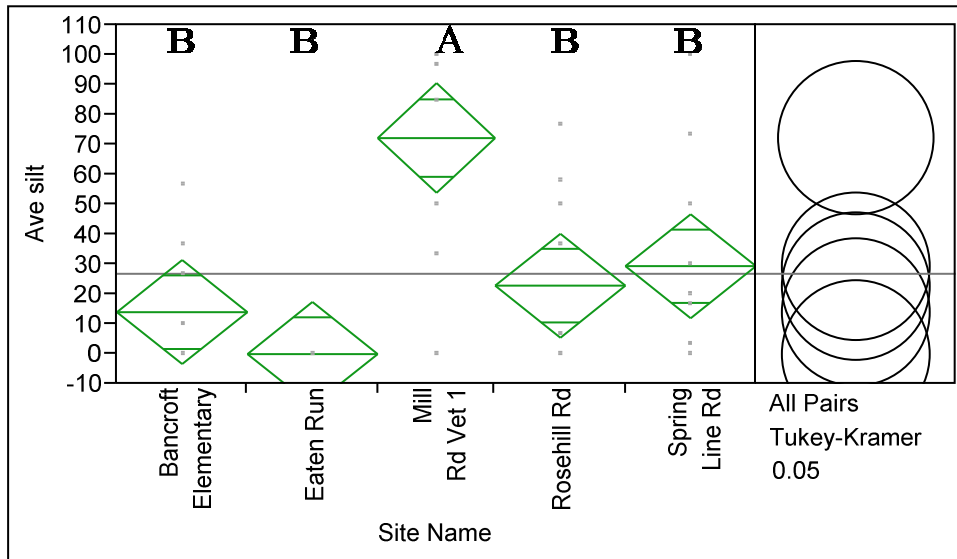 110
100
90
80
70
60
50
40
30
20
10
0
-10
Ave silt
B B A B B
Bancroft
Elementary
Eaten Run
Mill
Rd Vet 1
Rosehill Rd
Spring
Line Rd
Site Name
All Pairs
Tukey-Kramer
0.05